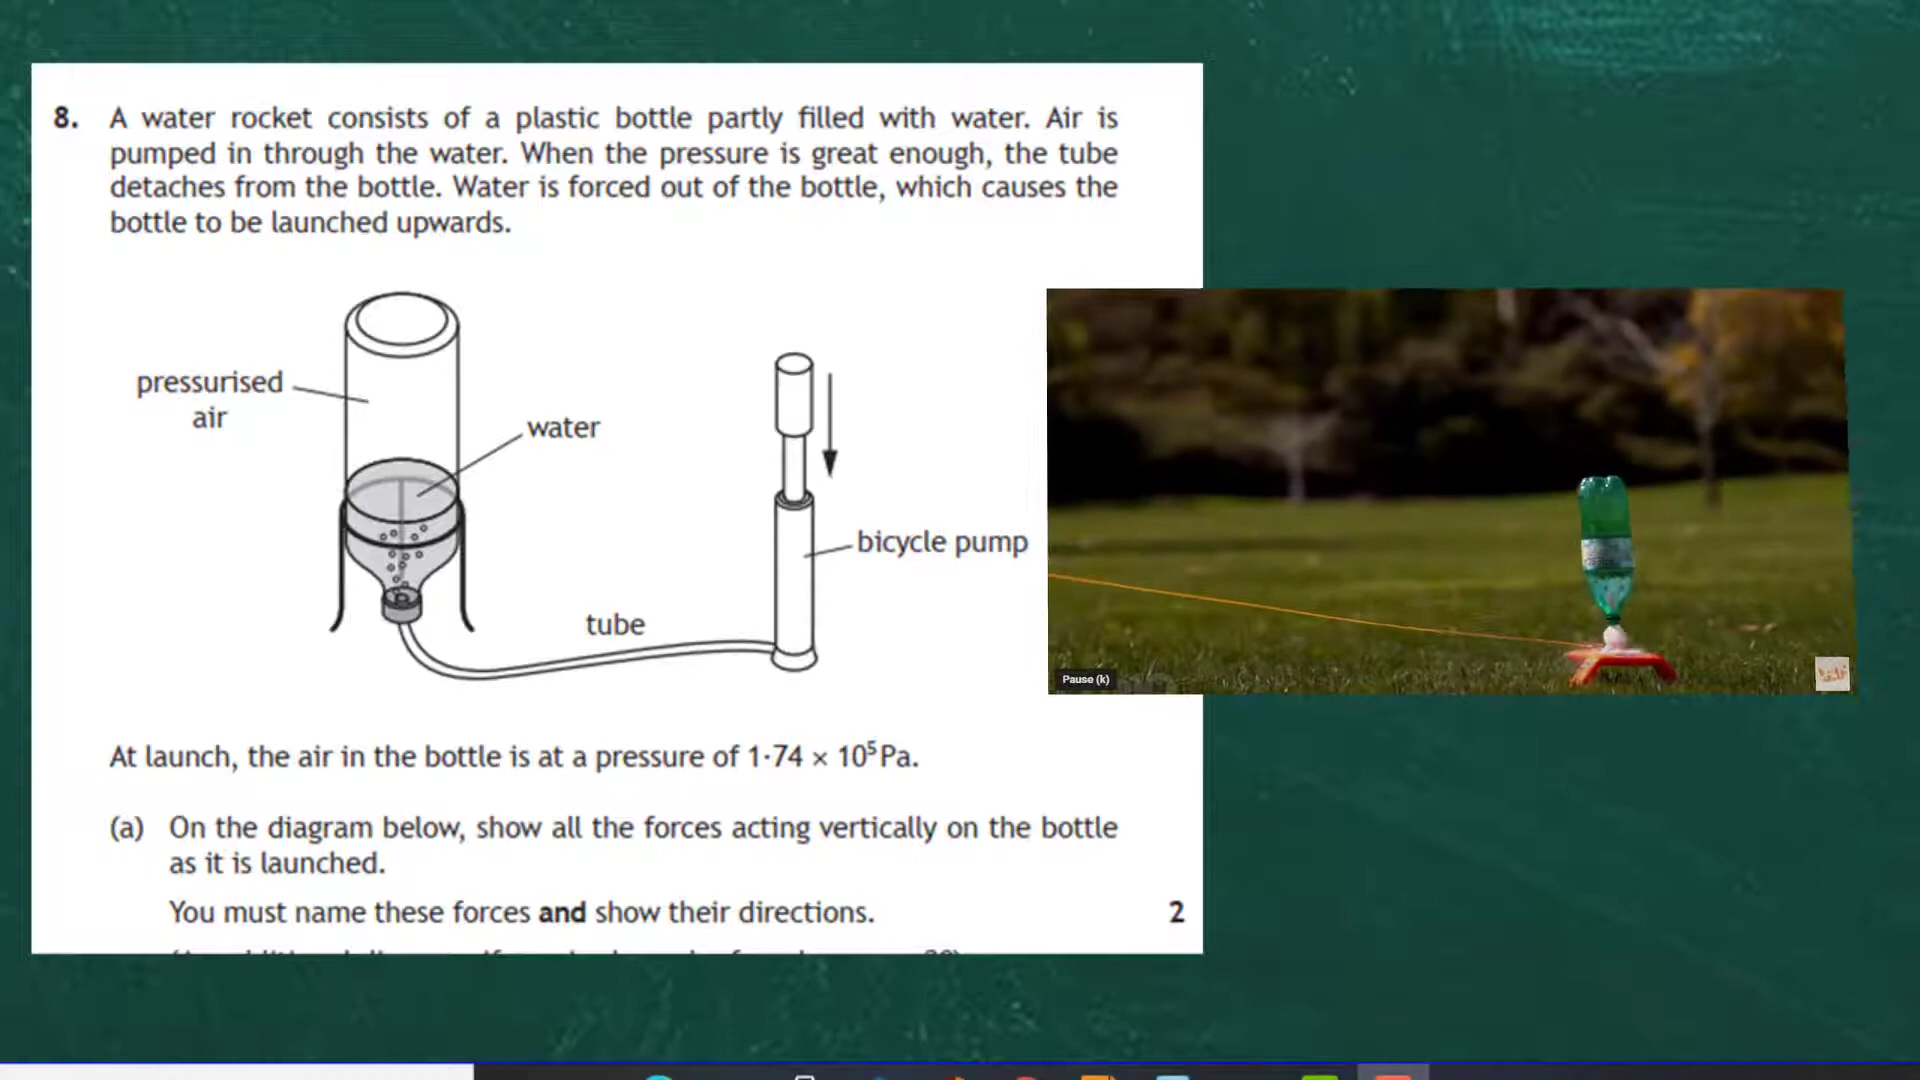 8. A water rocket consists of a plastic bottle partly filled with water. Air is
pumped in through the water. When the pressure is great enough, the tube
detaches from the bottle. Water is forced out of the bottle, which causes the
bottle to be launched upwards.
pressurised
air
water
bicycle pump
tube
Pause (k)
At launch, the air in the bottle is at a pressure of 1·74 × 10⁵ Pa.
(a) On the diagram below, show all the forces acting vertically on the bottle
as it is launched.
You must name these forces and show their directions. 2